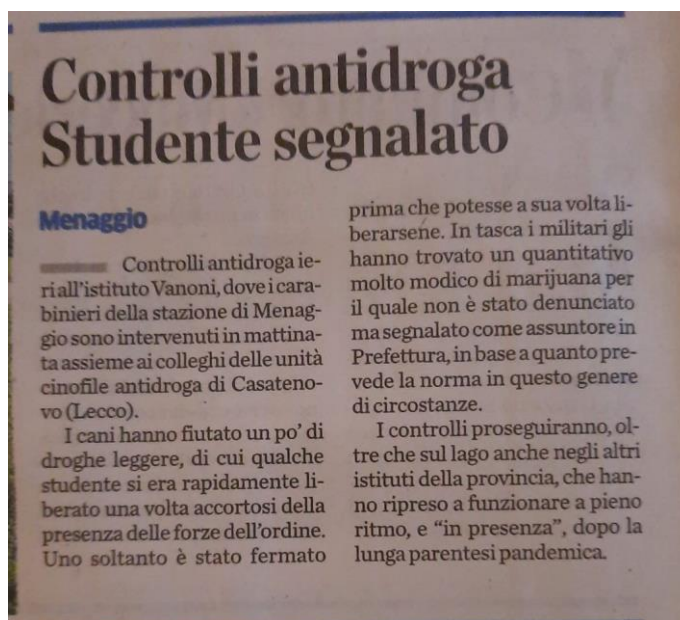 Controlli antidroga
Studente segnalato
Menaggio
Controlli antidroga ie-
ri all'istituto Vanoni, dove i cara-
binieri della stazione di Menag-
gio sono intervenuti in mattina-
ta assieme ai colleghi delle unità
cinofile antidroga di Casateno-
vo (Lecco).
I cani hanno fiutato un po' di
droghe leggere, di cui qualche
studente si era rapidamente li-
berato una volta accortosi della
presenza delle forze dell'ordine.
Uno soltanto è stato fermato
prima che potesse a sua volta li-
berarsene. In tasca i militari gli
hanno trovato un quantitativo
molto modico di marijuana per
il quale non è stato denunciato
ma segnalato come assuntore in
Prefettura, in base a quanto pre-
vede la norma in questo genere
di circostanze.
I controlli proseguiranno, ol-
tre che sul lago anche negli altri
istituti della provincia, che han-
no ripreso a funzionare a pieno
ritmo, e “in presenza”, dopo la
lunga parentesi pandemica.